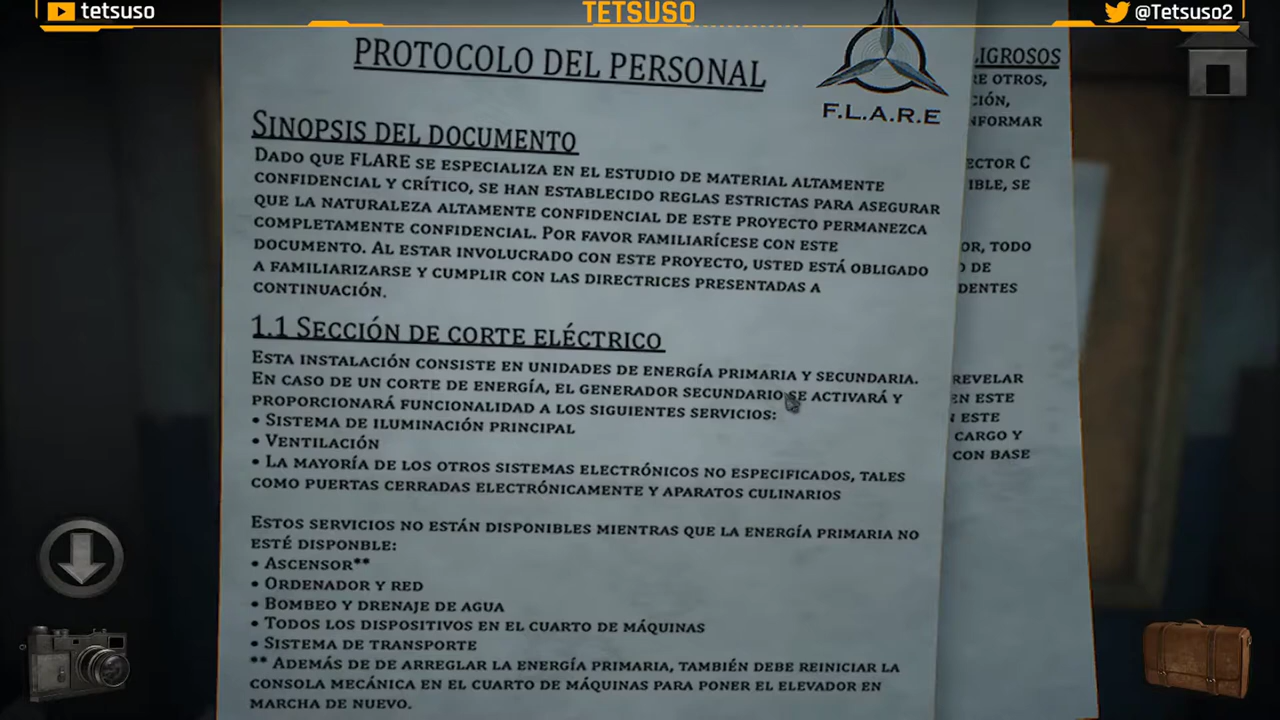 tetsuso
TETSUSO
@Tetsuso2
PROTOCOLO DEL PERSONAL
F.L.A.R.E
SINOPSIS DEL DOCUMENTO
DADO QUE FLARE SE ESPECIALIZA EN EL ESTUDIO DE MATERIAL ALTAMENTE
CONFIDENCIAL Y CRÍTICO, SE HAN ESTABLECIDO REGLAS ESTRICTAS PARA ASEGURAR
QUE LA NATURALEZA ALTAMENTE CONFIDENCIAL DE ESTE PROYECTO PERMANEZCA
COMPLETAMENTE CONFIDENCIAL. POR FAVOR FAMILIARÍCESE CON ESTE
DOCUMENTO. AL ESTAR INVOLUCRADO CON ESTE PROYECTO, USTED ESTÁ OBLIGADO
A FAMILIARIZARSE Y CUMPLIR CON LAS DIRECTRICES PRESENTADAS A
CONTINUACIÓN.
1.1 SECCIÓN DE CORTE ELÉCTRICO
ESTA INSTALACIÓN CONSISTE EN UNIDADES DE ENERGÍA PRIMARIA Y SECUNDARIA.
EN CASO DE UN CORTE DE ENERGÍA, EL GENERADOR SECUNDARIO SE ACTIVARÁ Y
PROPORCIONARÁ FUNCIONALIDAD A LOS SIGUIENTES SERVICIOS:
• SISTEMA DE ILUMINACIÓN PRINCIPAL
• VENTILACIÓN
• LA MAYORÍA DE LOS OTROS SISTEMAS ELECTRÓNICOS NO ESPECIFICADOS, TALES
COMO PUERTAS CERRADAS ELECTRÓNICAMENTE Y APARATOS CULINARIOS
ESTOS SERVICIOS NO ESTÁN DISPONIBLES MIENTRAS QUE LA ENERGÍA PRIMARIA NO
ESTÉ DISPONBLE:
• ASCENSOR**
• ORDENADOR Y RED
• BOMBEO Y DRENAJE DE AGUA
• TODOS LOS DISPOSITIVOS EN EL CUARTO DE MÁQUINAS
• SISTEMA DE TRANSPORTE
** ADEMÁS DE DE ARREGLAR LA ENERGÍA PRIMARIA, TAMBIÉN DEBE REINICIAR LA
CONSOLA MECÁNICA EN EL CUARTO DE MÁQUINAS PARA PONER EL ELEVADOR EN
MARCHA DE NUEVO.
LIGROSOS
RE OTROS,
CIÓN,
NFORMAR
ECTOR C
IBLE, SE
OR, TODO
O DE
DENTES
REVELAR
EN ESTE
N ESTE
CARGO Y
CON BASE